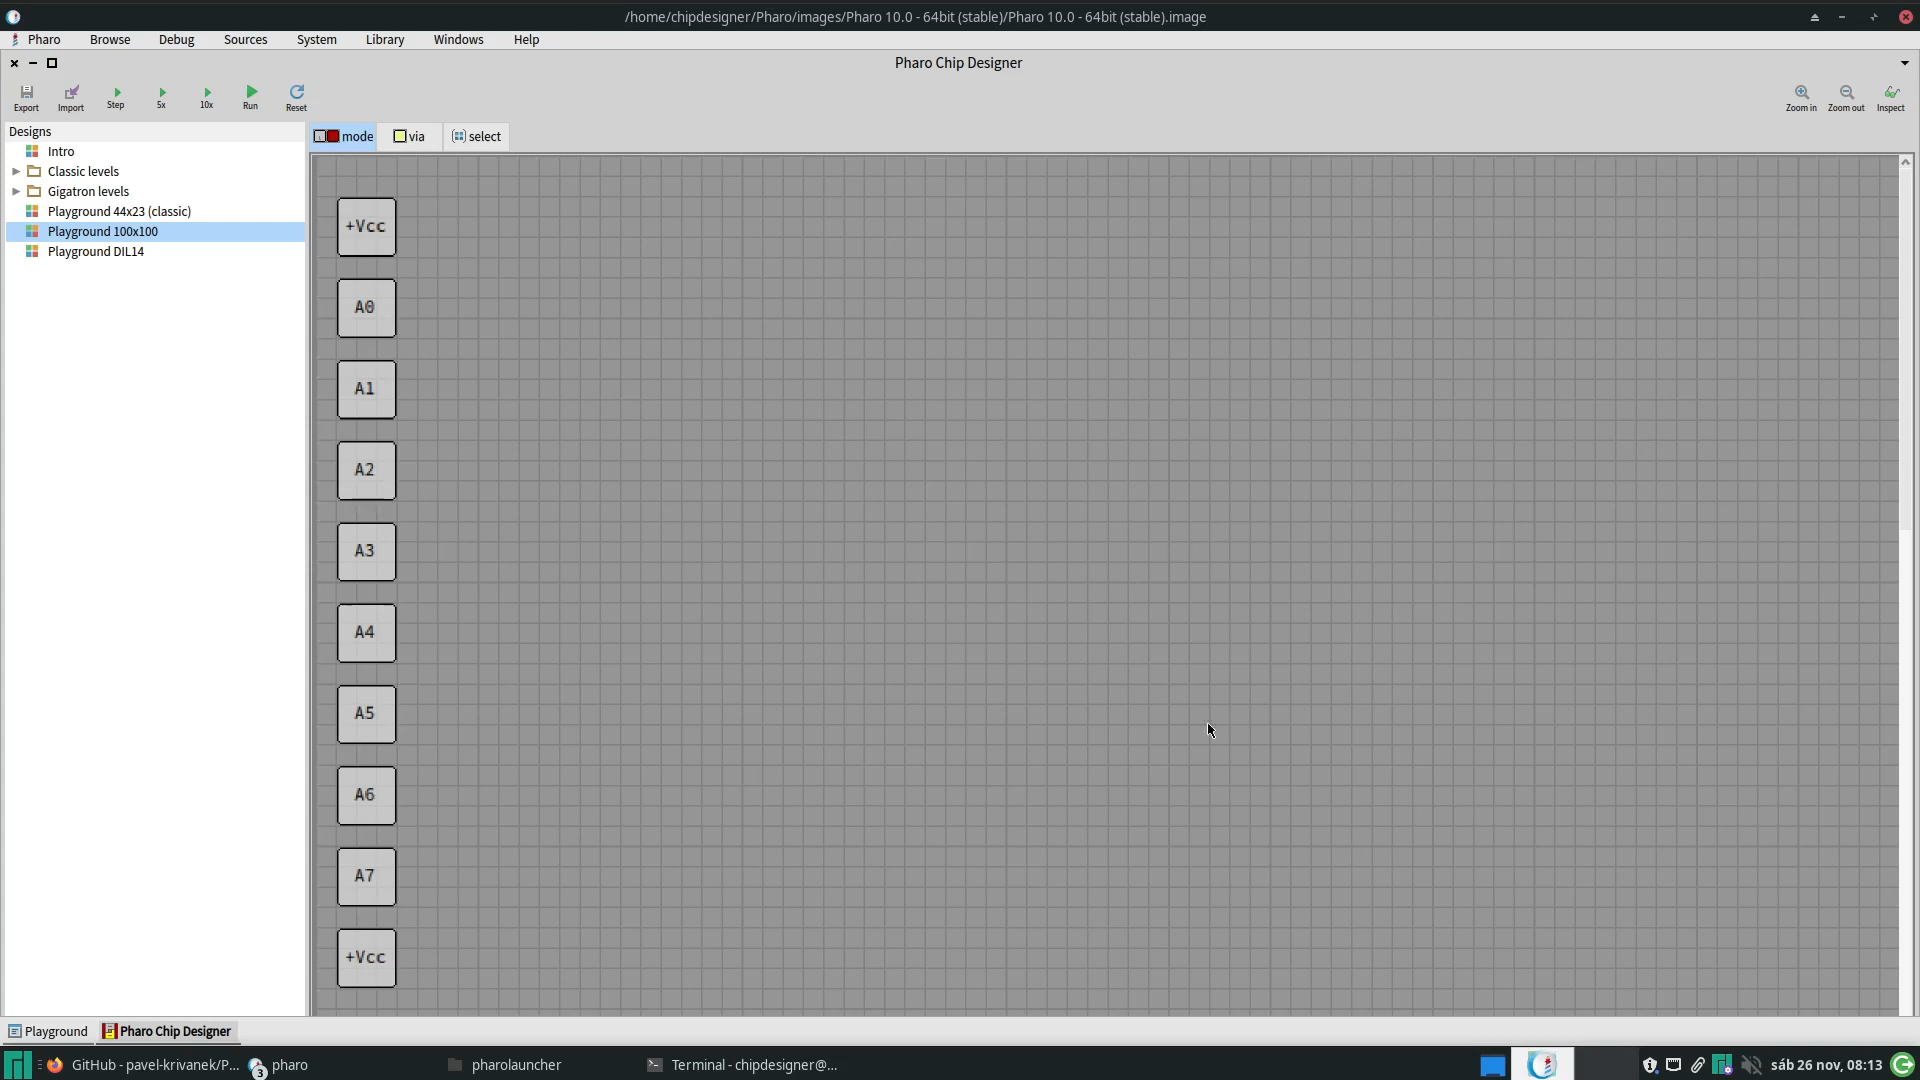 /home/chipdesigner/Pharo/images/Pharo 10.0 - 64bit (stable)/Pharo 10.0 - 64bit (stable).image
Pharo Browse Debug Sources System Library Windows Help
Pharo Chip Designer
Export Import Step 5x 10x Run Reset Zoom in Zoom out Inspect
Designs
mode via select
Intro
Classic levels
Gigatron levels
Playground 44x23 (classic)
Playground 100x100
Playground DIL14
+Vcc
A0
A1
A2
A3
A4
A5
A6
A7
+Vcc
Playground Pharo Chip Designer
GitHub - pavel-krivanek/P... 3 pharo pharolauncher Terminal - chipdesigner@... sáb 26 nov, 08:13